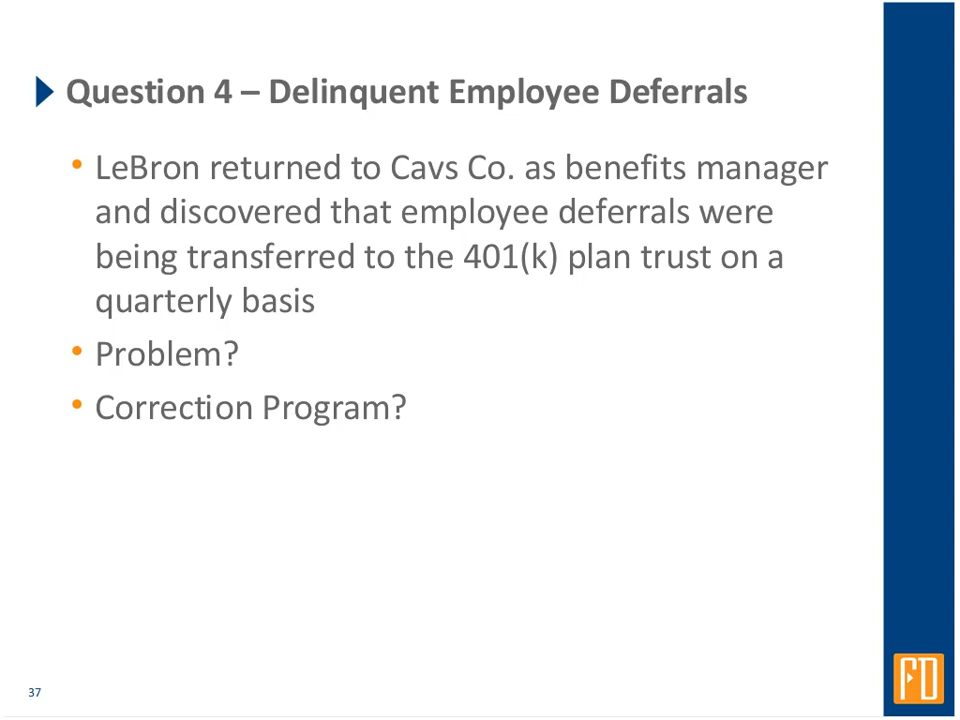 Question 4 – Delinquent Employee Deferrals
• LeBron returned to Cavs Co. as benefits manager
and discovered that employee deferrals were
being transferred to the 401(k) plan trust on a
quarterly basis
• Problem?
• Correction Program?
37
FD